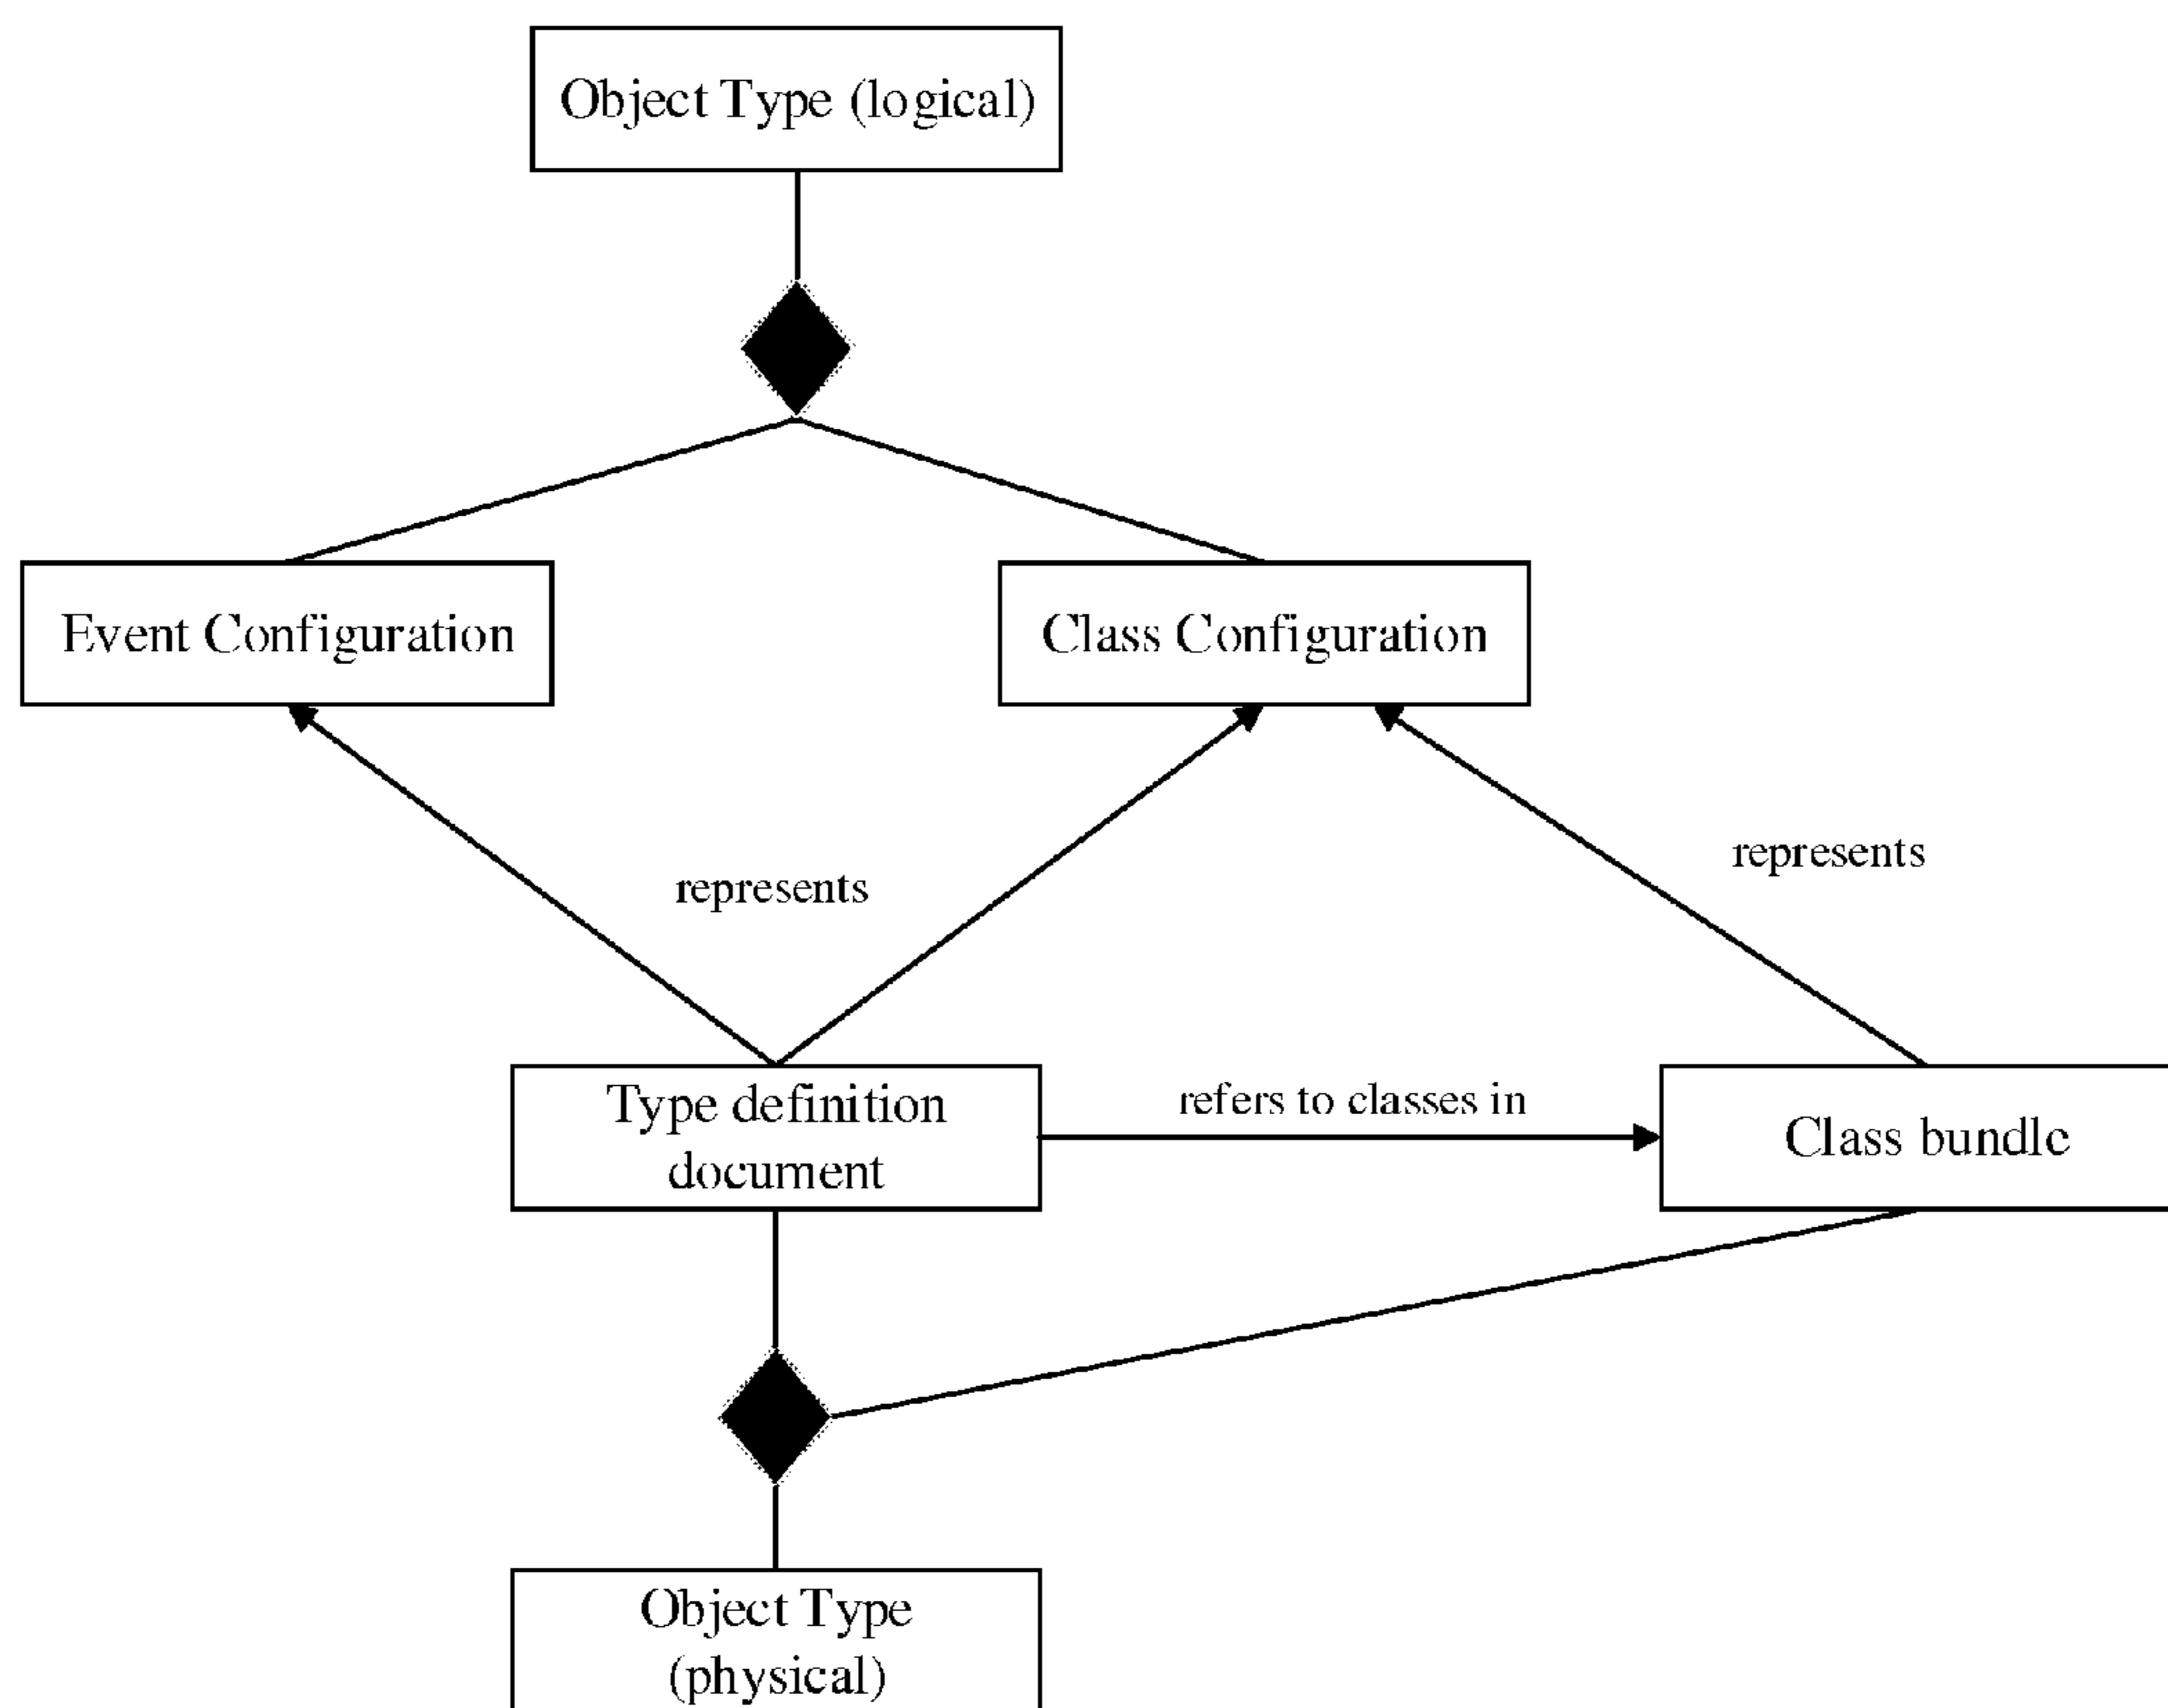 Object Type (logical)
Event Configuration
Class Configuration
represents
represents
Type definition
document
refers to classes in
Class bundle
Object Type
(physical)